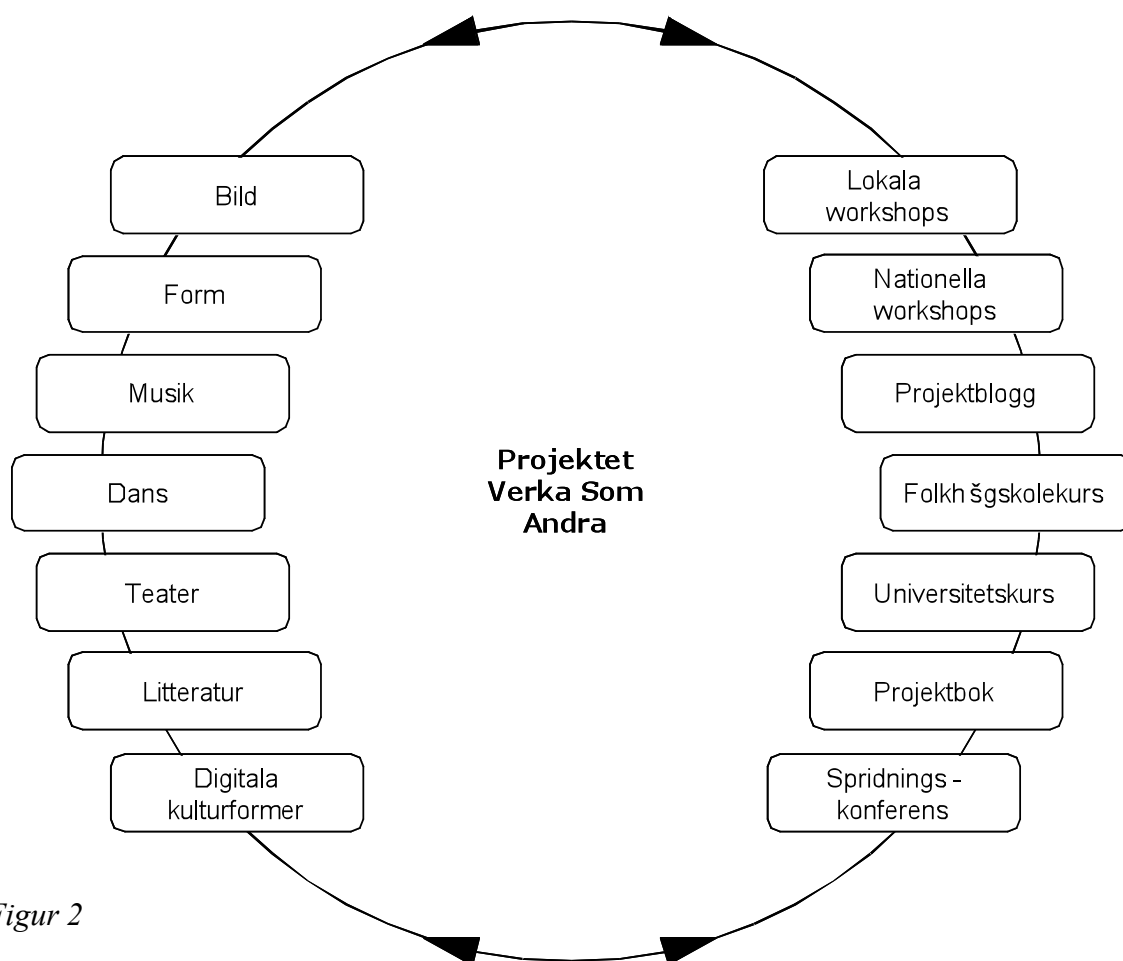 Bild
Form
Musik
Dans
Teater
Litteratur
Digitala
kulturformer
Projektet
Verka Som
Andra
Lokala
workshops
Nationella
workshops
Projektblogg
Folkh šgskolekurs
Universitetskurs
Projektbok
Spridnings -
konferens
Figur 2